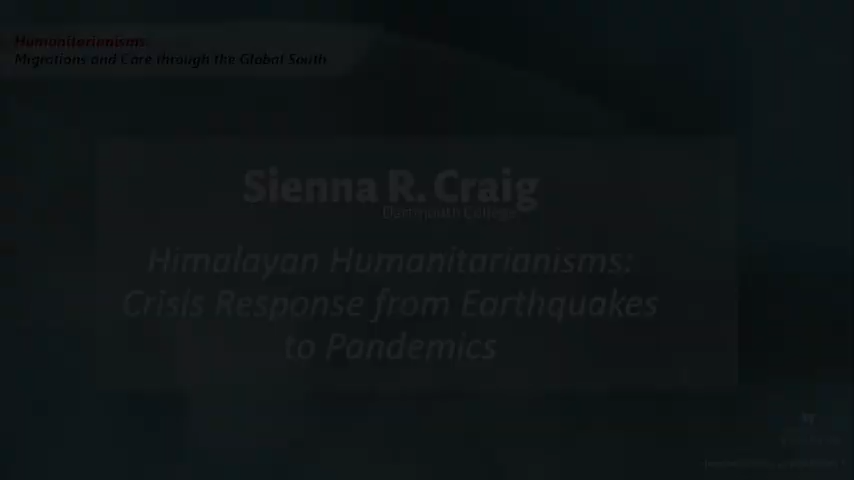 Humanitarianisms
Migrations and Care through the Global South
Sienna R. Craig
Dartmouth College
Himalayan Humanitarianisms:
Crisis Response from Earthquakes
to Pandemics
by